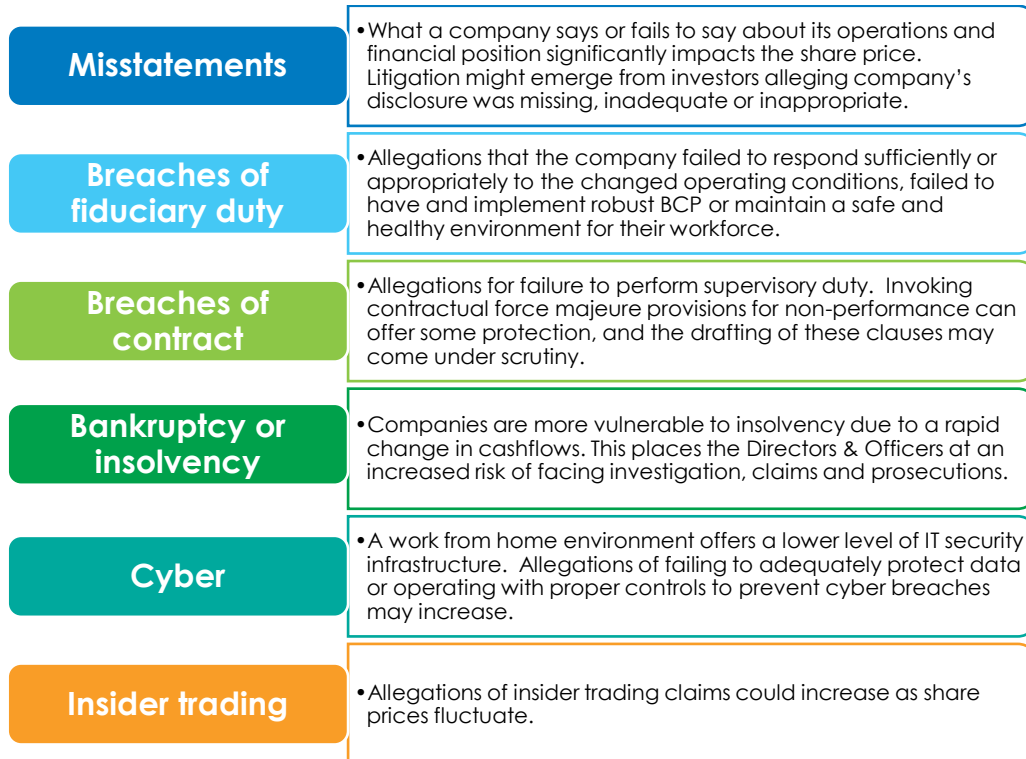 Misstatements
•What a company says or fails to say about its operations and
financial position significantly impacts the share price.
Litigation might emerge from investors alleging company’s
disclosure was missing, inadequate or inappropriate.
Breaches of
fiduciary duty
•Allegations that the company failed to respond sufficiently or
appropriately to the changed operating conditions, failed to
have and implement robust BCP or maintain a safe and
healthy environment for their workforce.
Breaches of
contract
•Allegations for failure to perform supervisory duty.  Invoking
contractual force majeure provisions for non-performance can
offer some protection, and the drafting of these clauses may
come under scrutiny.
Bankruptcy or
insolvency
•Companies are more vulnerable to insolvency due to a rapid
change in cashflows. This places the Directors & Officers at an
increased risk of facing investigation, claims and prosecutions.
Cyber
•A work from home environment offers a lower level of IT security
infrastructure.  Allegations of failing to adequately protect data
or operating with proper controls to prevent cyber breaches
may increase.
Insider trading
•Allegations of insider trading claims could increase as share
prices fluctuate.